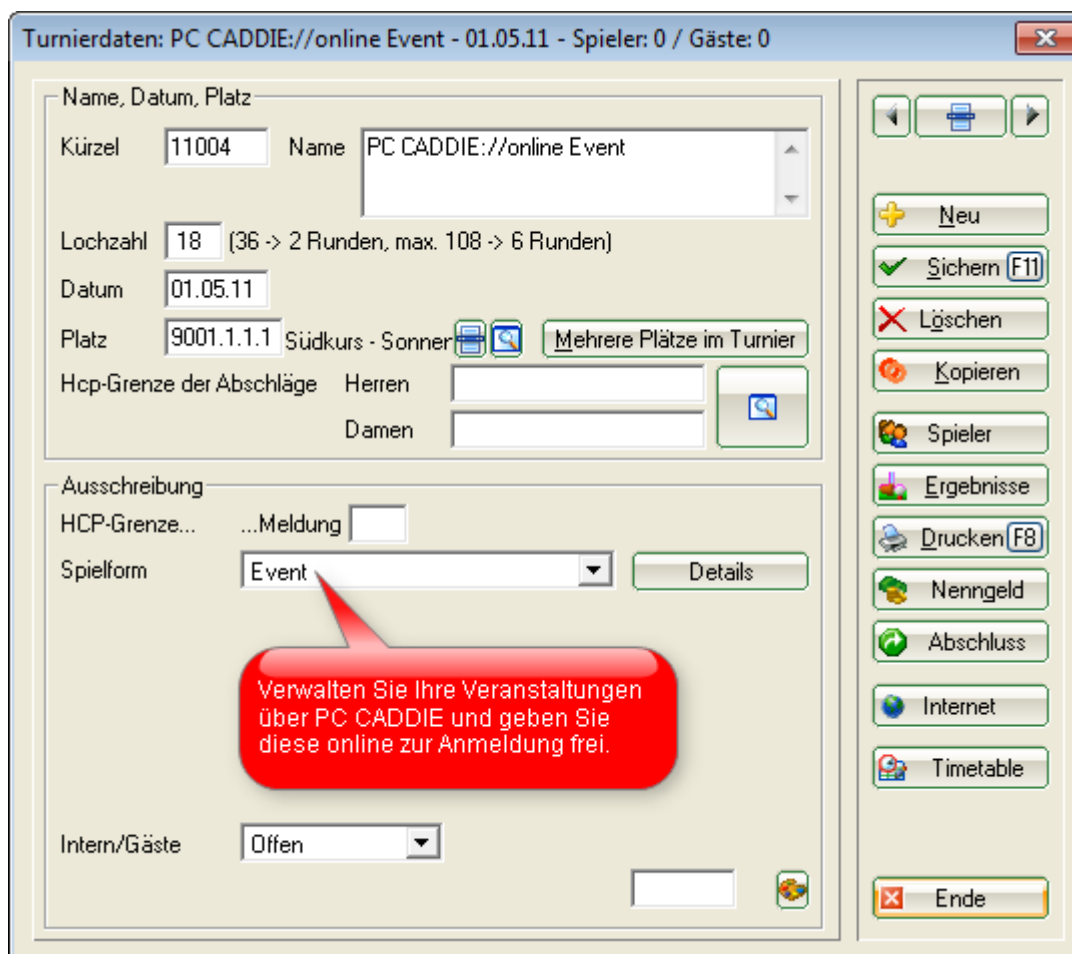 Turnierdaten: PC CADDIE://online Event - 01.05.11 - Spieler: 0 / Gäste: 0
Name, Datum, Platz
Kürzel 11004 Name PC CADDIE://online Event
Lochzahl 18 (36 -> 2 Runden, max. 108 -> 6 Runden)
Datum 01.05.11
Platz 9001.1.1.1 Südkurs - Sonner Mehrere Plätze im Turnier
Hcp-Grenze der Abschläge Herren
Damen
Ausschreibung
HCP-Grenze... ...Meldung
Spielform Event Details
Verwalten Sie Ihre Veranstaltungen
über PC CADDIE und geben Sie
diese online zur Anmeldung frei.
Intern/Gäste Offen
Neu
Sichern F11
Löschen
Kopieren
Spieler
Ergebnisse
Drucken F8
Nenngeld
Abschluss
Internet
Timetable
Ende